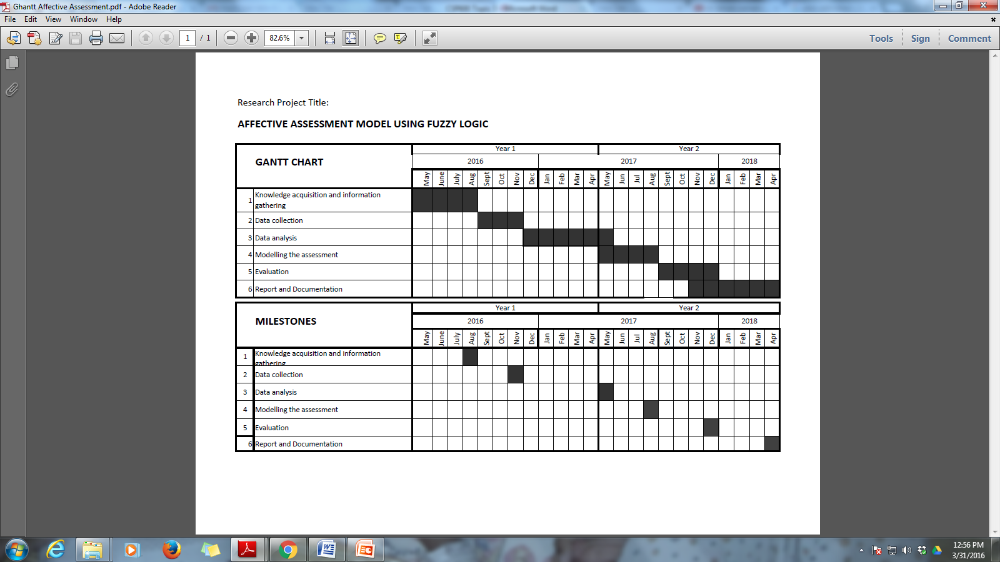 Ghantt Affective Assessment.pdf - Adobe Reader
File Edit View Window Help
1 / 1 82.6% Tools Sign Comment
Research Project Title:
AFFECTIVE ASSESSMENT MODEL USING FUZZY LOGIC
GANTT CHART
Year 1 Year 2
2016 2017 2018
May June July Aug Sept Oct Nov Dec Jan Feb Mar Apr May Jun Jul Aug Sept Oct Nov Dec Jan Feb Mar Apr
1 Knowledge acquisition and information
gathering
2 Data collection
3 Data analysis
4 Modelling the assessment
5 Evaluation
6 Report and Documentation
MILESTONES
Year 1 Year 2
2016 2017 2018
May June July Aug Sept Oct Nov Dec Jan Feb Mar Apr May Jun Jul Aug Sept Oct Nov Dec Jan Feb Mar Apr
1 Knowledge acquisition and information
gathering
2 Data collection
3 Data analysis
4 Modelling the assessment
5 Evaluation
6 Report and Documentation
12:56 PM
3/31/2016